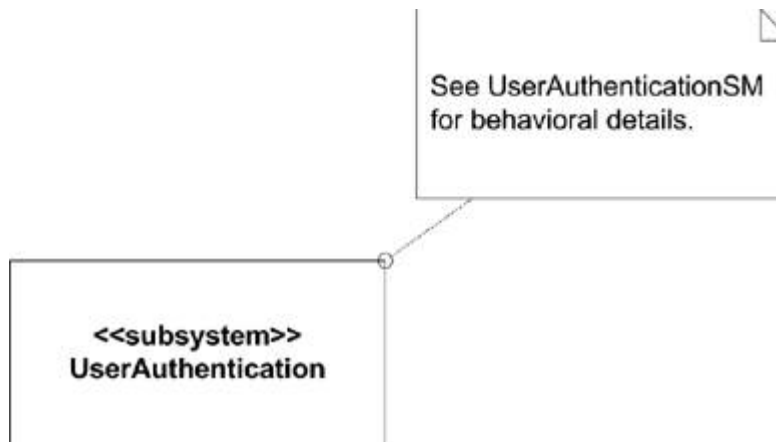 See UserAuthenticationSM
for behavioral details.
<<subsystem>>
UserAuthentication